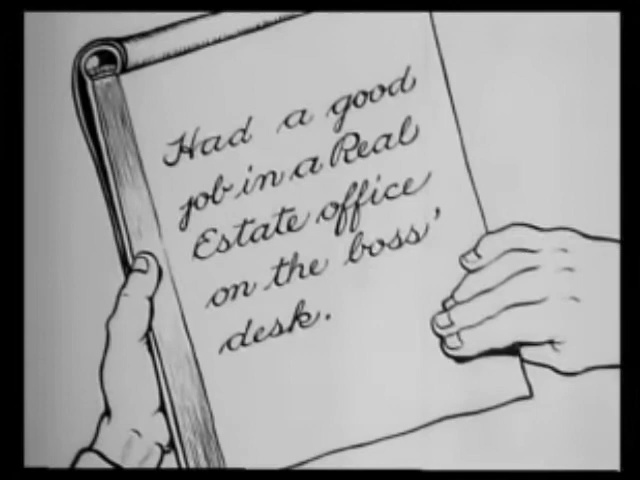 Had a good
job in a Real
Estate office
on the boss'
desk.